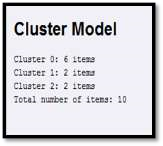 Cluster Model
Cluster 0: 6 items
Cluster 1: 2 items
Cluster 2: 2 items
Total number of items: 10